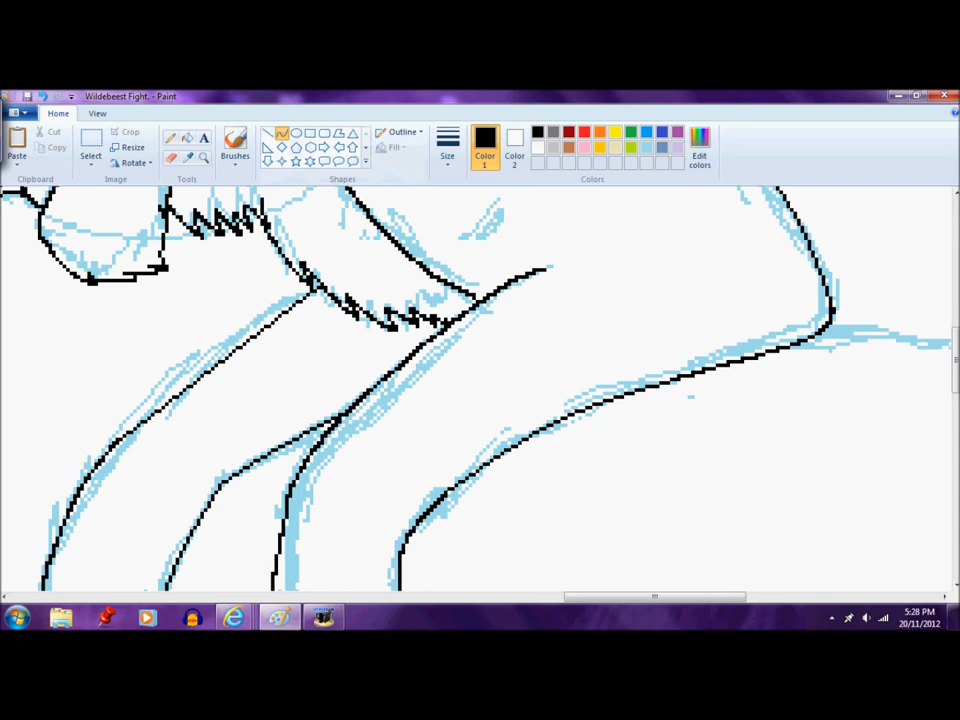 Wildebeest Fight. - Paint
Home View
Paste
Cut
Copy
Clipboard
Select
Crop
Resize
Rotate
Image
A
Tools
Brushes
Outline
Fill
Shapes
Size
Color 1
Color 2
Edit colors
Colors
5:28 PM
20/11/2012